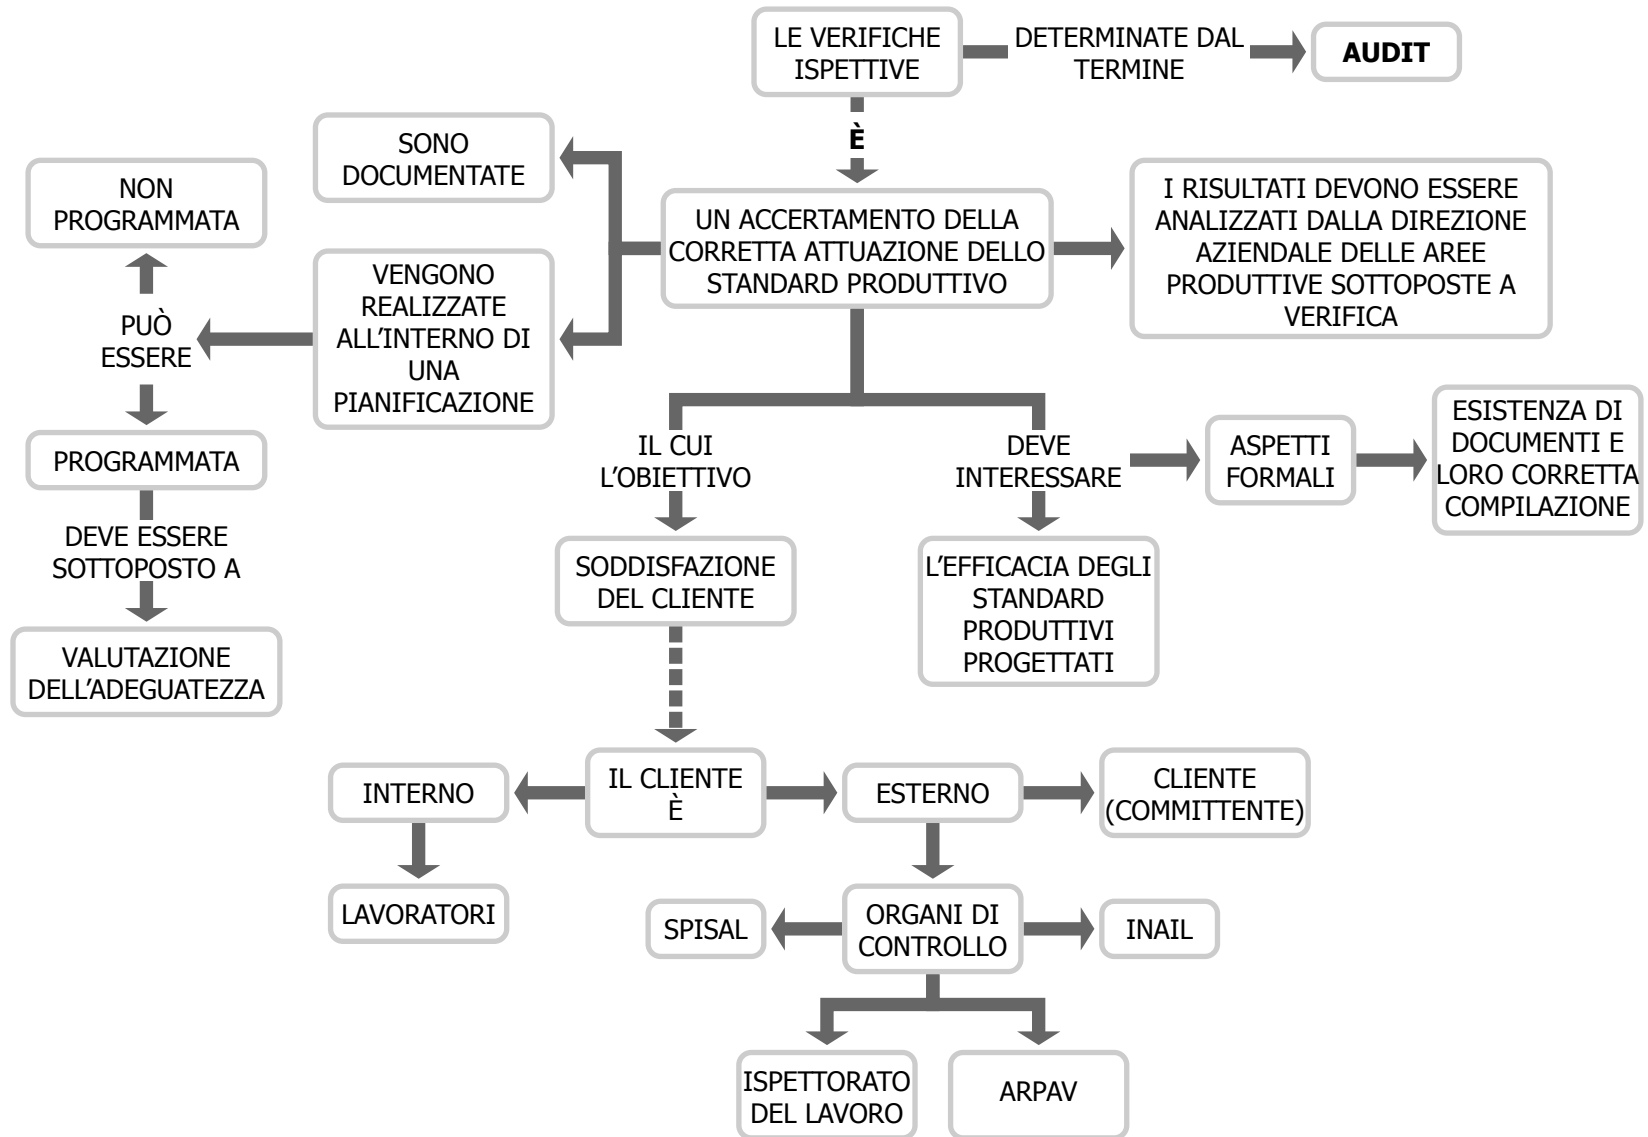 LE VERIFICHE
ISPETTIVE
DETERMINATE DAL
TERMINE
AUDIT
È
SONO
DOCUMENTATE
NON
PROGRAMMATA
UN ACCERTAMENTO DELLA
CORRETTA ATTUAZIONE DELLO
STANDARD PRODUTTIVO
I RISULTATI DEVONO ESSERE
ANALIZZATI DALLA DIREZIONE
AZIENDALE DELLE AREE
PRODUTTIVE SOTTOPOSTE A
VERIFICA
VENGONO
REALIZZATE
ALL’INTERNO DI
UNA
PIANIFICAZIONE
PUÒ
ESSERE
PROGRAMMATA
DEVE ESSERE
SOTTOPOSTO A
VALUTAZIONE
DELL’ADEGUATEZZA
IL CUI
L’OBIETTIVO
DEVE
INTERESSARE
ASPETTI
FORMALI
ESISTENZA DI
DOCUMENTI E
LORO CORRETTA
COMPILAZIONE
SODDISFAZIONE
DEL CLIENTE
L’EFFICACIA DEGLI
STANDARD
PRODUTTIVI
PROGETTATI
INTERNO
IL CLIENTE
È
ESTERNO
CLIENTE
(COMMITTENTE)
LAVORATORI
SPISAL
ORGANI DI
CONTROLLO
INAIL
ISPETTORATO
DEL LAVORO
ARPAV